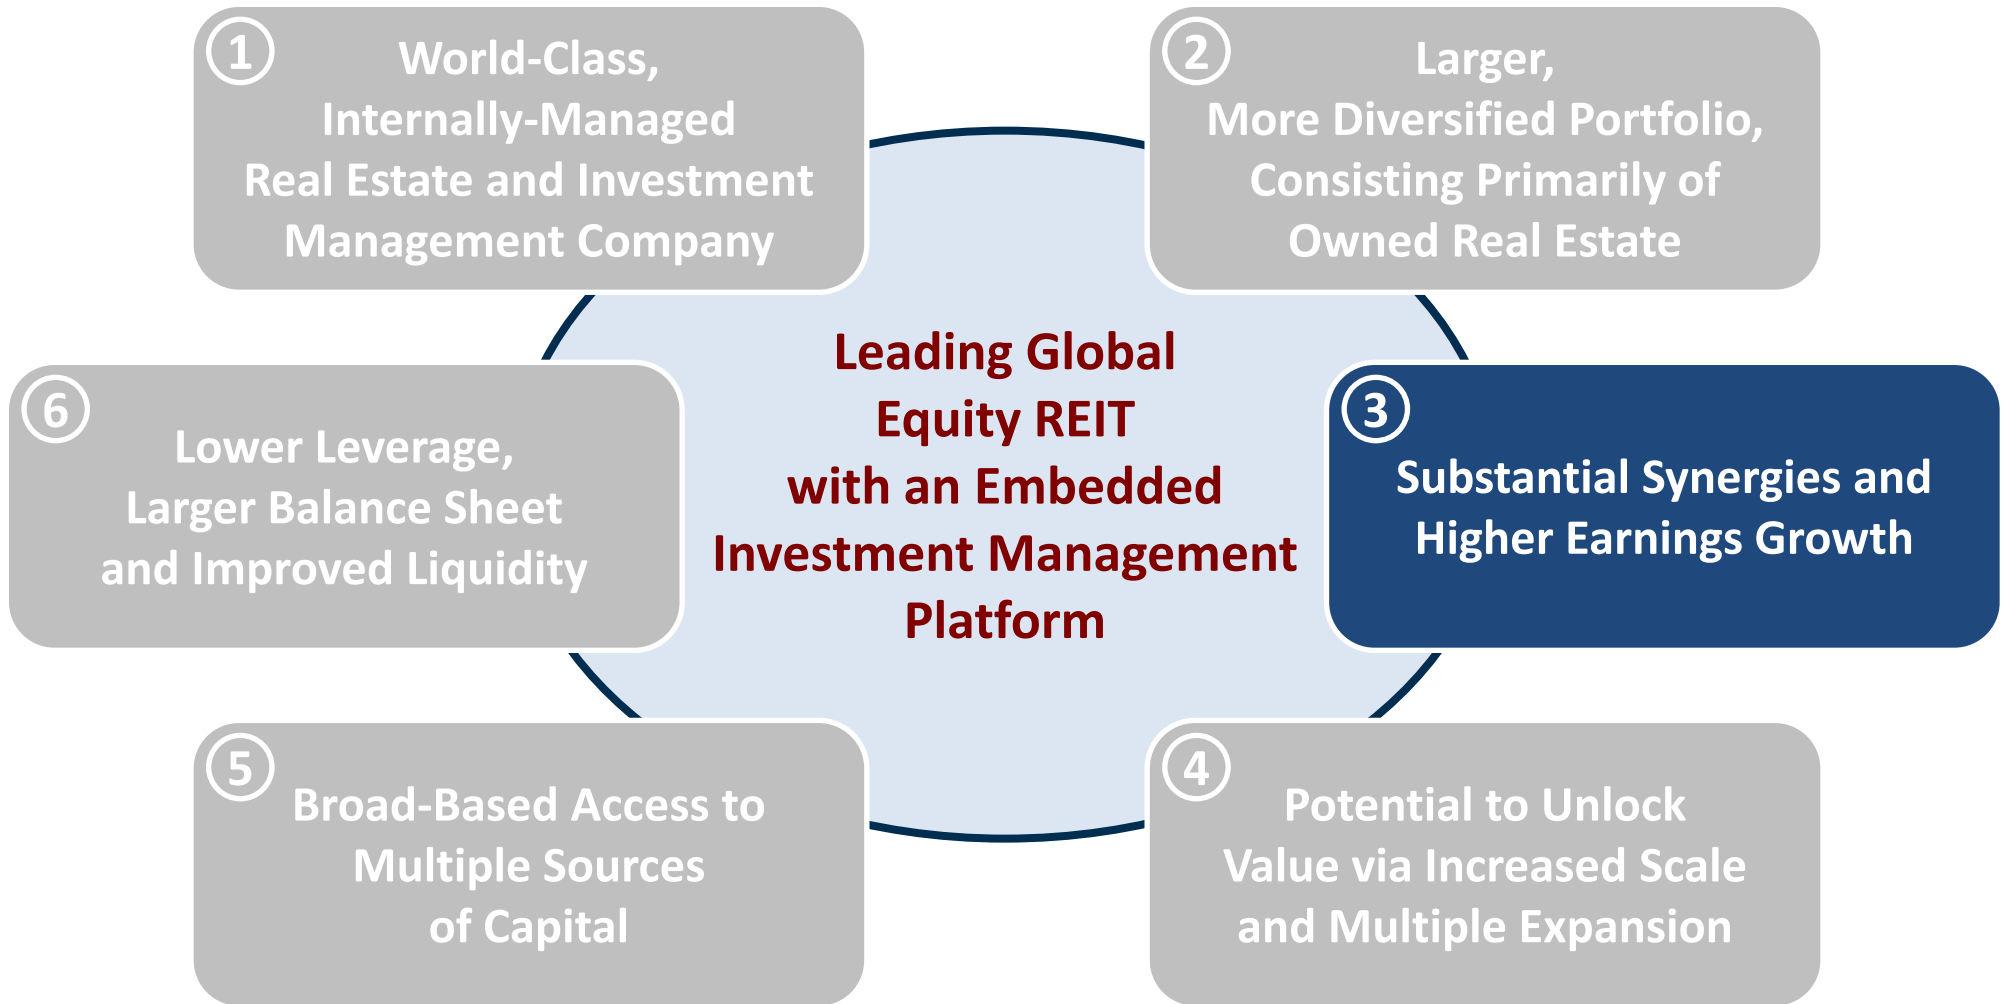 1
World-Class,
Internally-Managed
Real Estate and Investment
Management Company
2
Larger,
More Diversified Portfolio,
Consisting Primarily of
Owned Real Estate
Leading Global
Equity REIT
with an Embedded
Investment Management
Platform
3
Substantial Synergies and
Higher Earnings Growth
4
Potential to Unlock
Value via Increased Scale
and Multiple Expansion
5
Broad-Based Access to
Multiple Sources
of Capital
6
Lower Leverage,
Larger Balance Sheet
and Improved Liquidity